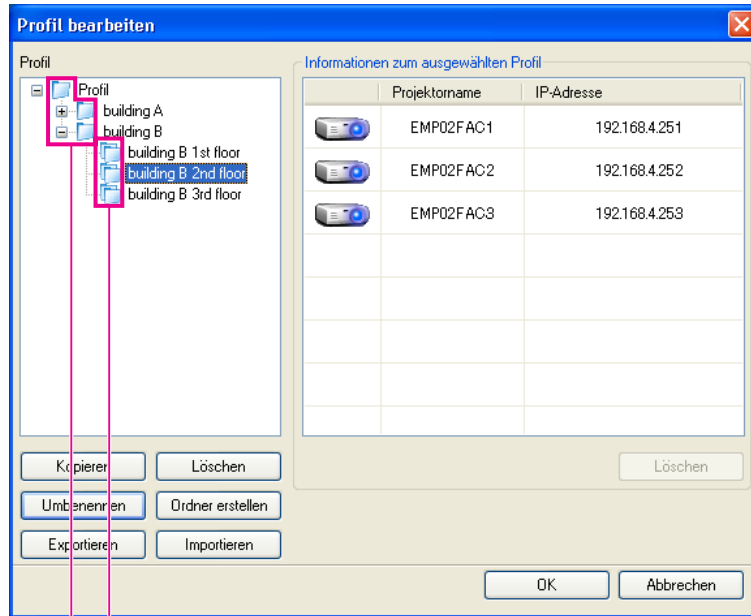 Profil bearbeiten
Profil
Profil
building A
building B
building B 1st floor
building B 2nd floor
building B 3rd floor
Kopieren
Löschen
Umbenennen
Ordner erstellen
Exportieren
Importieren
Informationen zum ausgewählten Profil
Projektorname IP-Adresse
EMP02FAC1 192.168.4.251
EMP02FAC2 192.168.4.252
EMP02FAC3 192.168.4.253
Löschen
OK
Abbrechen